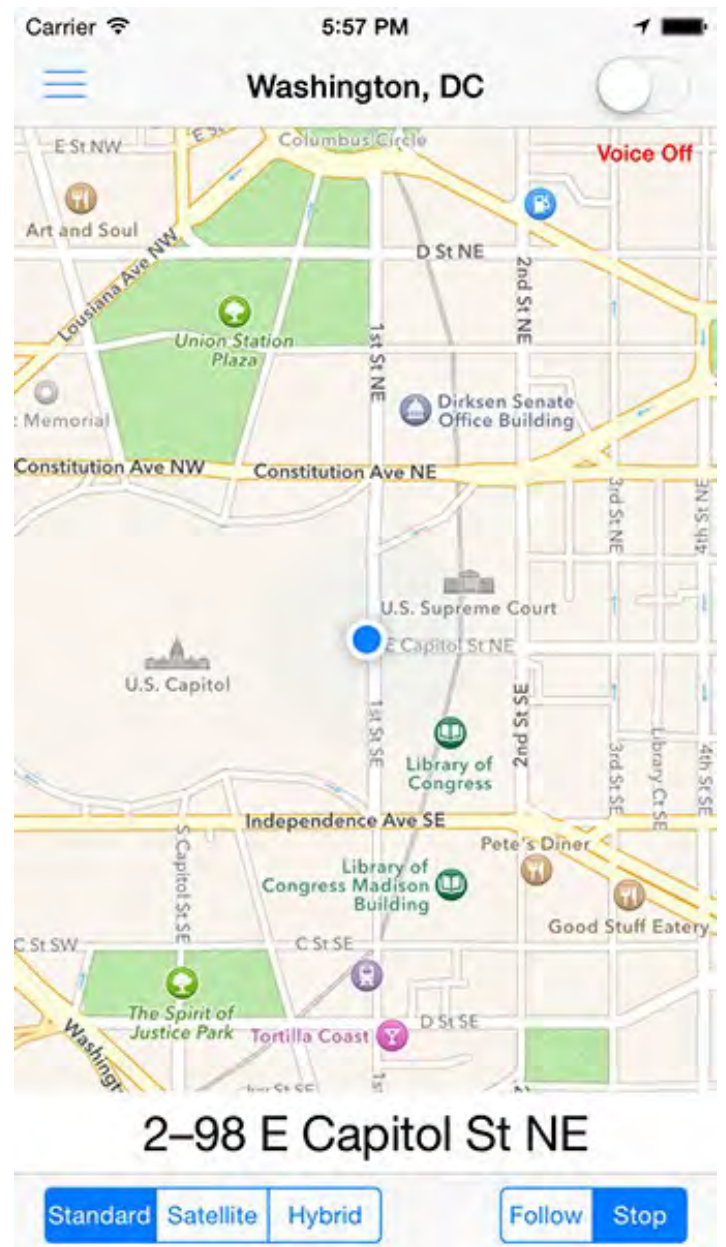 Carrier
5:57 PM
Washington, DC
Voice Off
E St NW
Columbus Circle
Art and Soul
Lousiana Ave NW
D St NE
2nd St NE
Union Station
Plaza
1st St NE
Memorial
Dirksen Senate
Office Building
Constitution Ave NW
Constitution Ave NE
3rd St NE
4th St NE
U.S. Supreme Court
E Capitol St NE
U.S. Capitol
1st St SE
2nd St SE
Library of
Congress
3rd St SE
Library Ct SE
4th St SE
Independence Ave SE
S Capitol St SE
Pete's Diner
Library of
Congress Madison
Building
Good Stuff Eatery
C St SW
C St SE
The Spirit of
Justice Park
Washing
Tortilla Coast
D St SE
2–98 E Capitol St NE
Standard Satellite Hybrid
Follow Stop